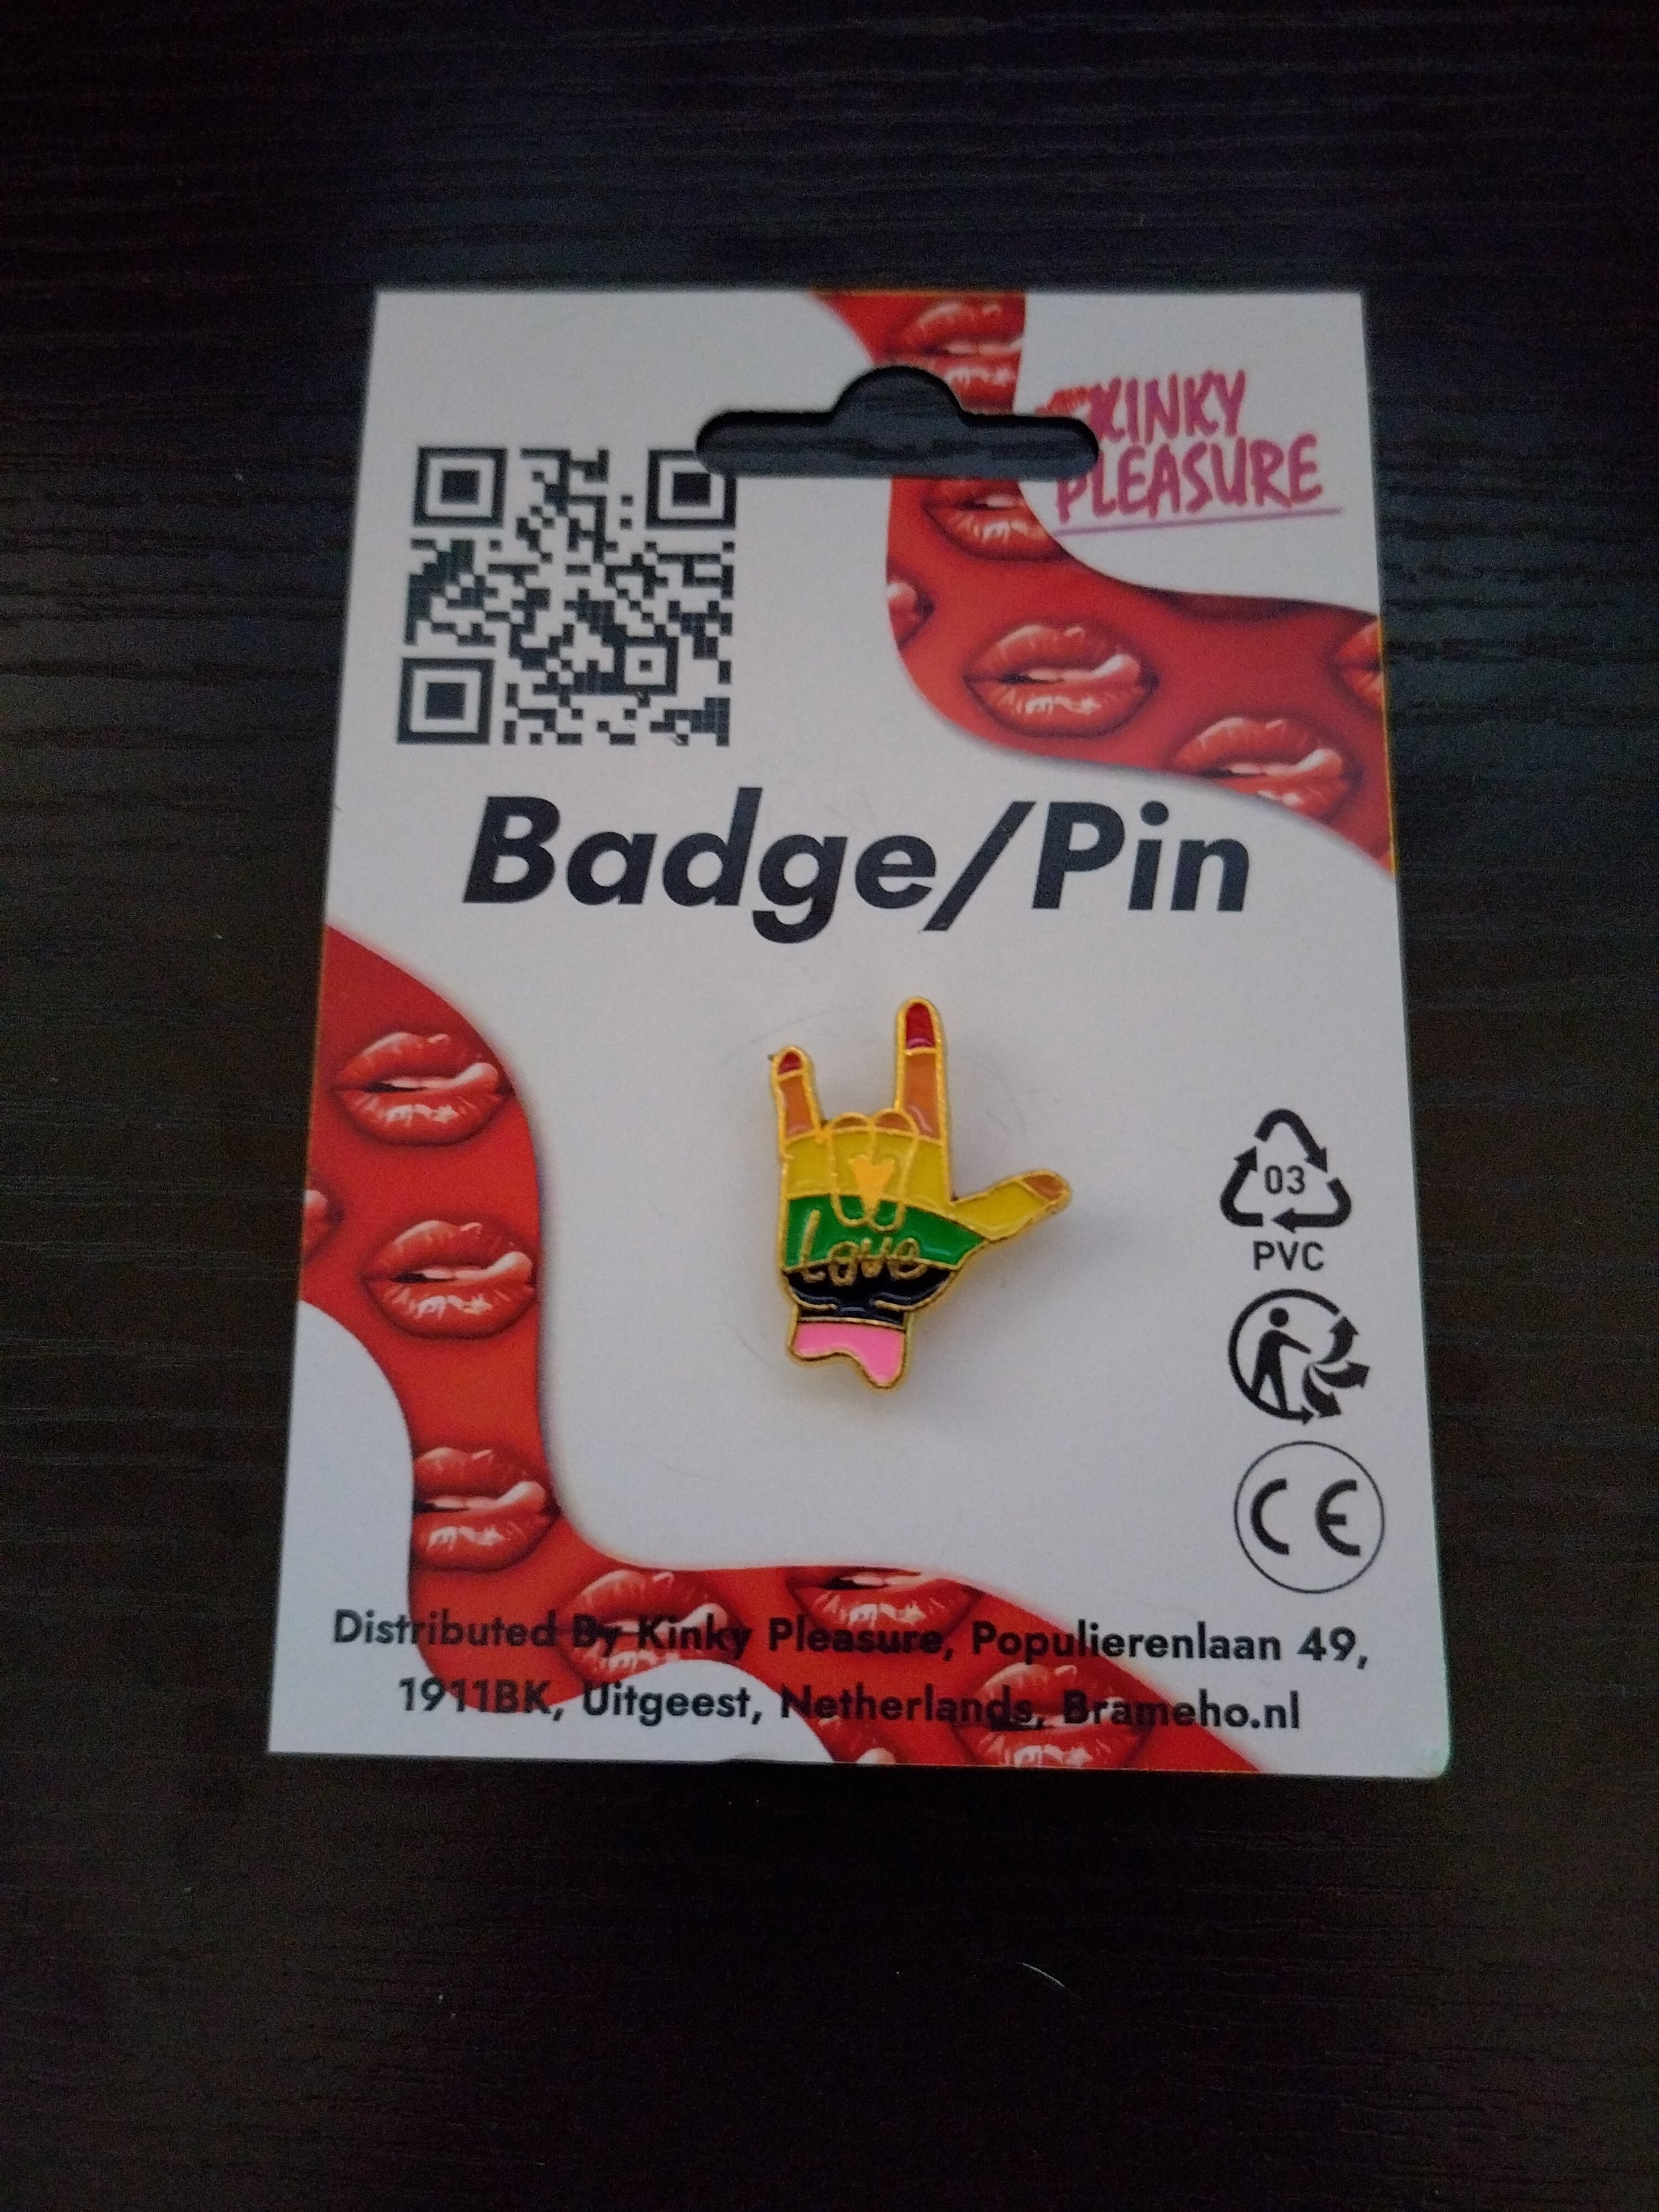 KINKY
PLEASURE
Badge/Pin
Love
03
PVC
CE
Distributed By Kinky Pleasure, Populierenlaan 49,
1911BK, Uitgeest, Netherlands, Brameho.nl